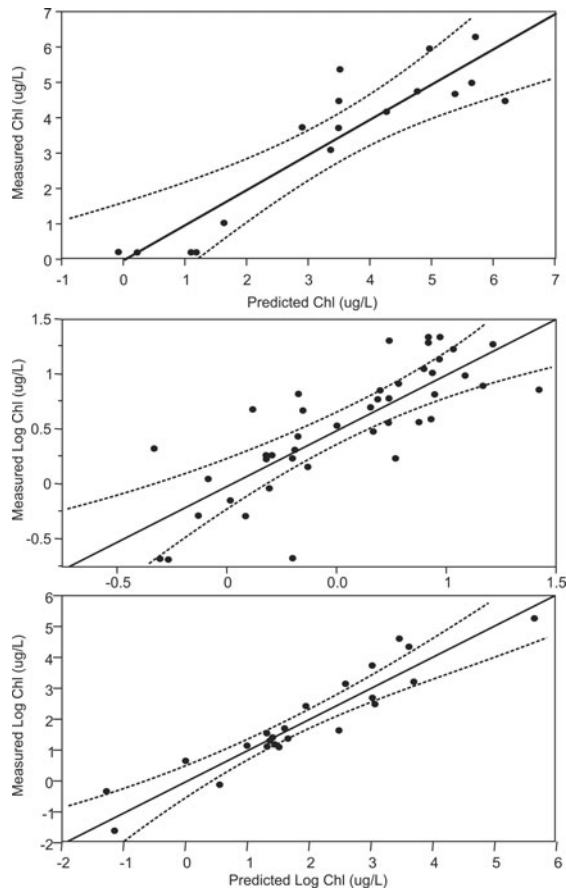 Measured Chl (ug/L)
7
6
5
4
3
2
1
0
-1 0 1 2 3 4 5 6 7
Predicted Chl (ug/L)
Measured Log Chl (ug/L)
1.5
1.0
0.5
0
-0.5
-0.5 0 0.0 1 1.5
Measured Log Chl (ug/L)
6
5
4
3
2
1
0
-1
-2
-2 -1 0 1 2 3 4 5 6
Predicted Log Chl (ug/L)